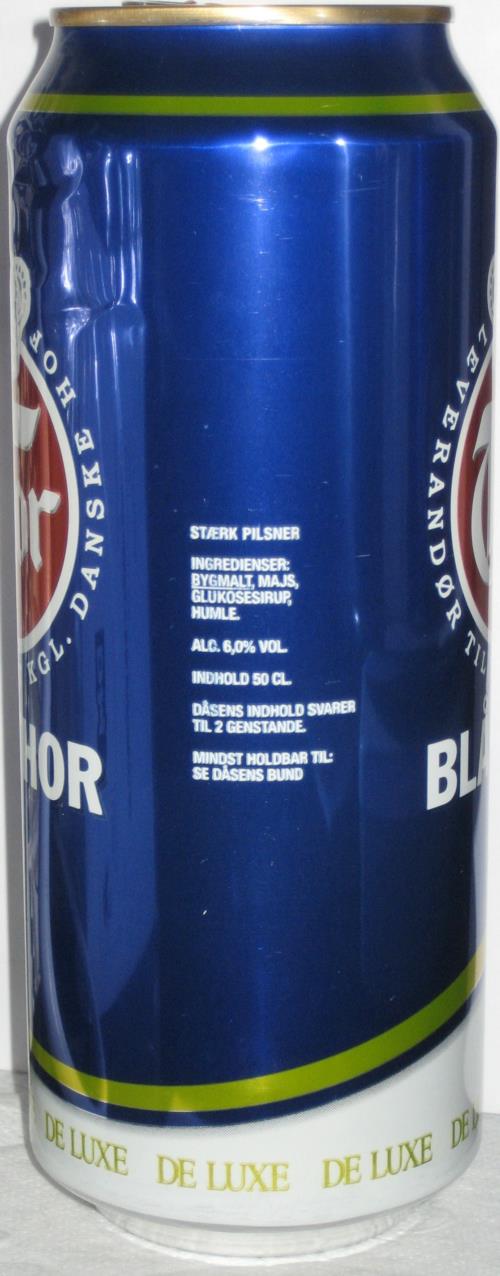 KGL. DANSKE HOF
HOR
STÆRK PILSNER
INGREDIENSER:
BYGMALT, MAJS,
GLUKOSESIRUP,
HUMLE.
ALC. 6,0% VOL.
INDHOLD 50 CL.
DÅSENS INDHOLD SVARER
TIL 2 GENSTANDE.
MINDST HOLDBAR TIL:
SE DÅSENS BUND
LEVERANDØR TIL
BLÅ
DE LUXE DE LUXE DE LUXE DE